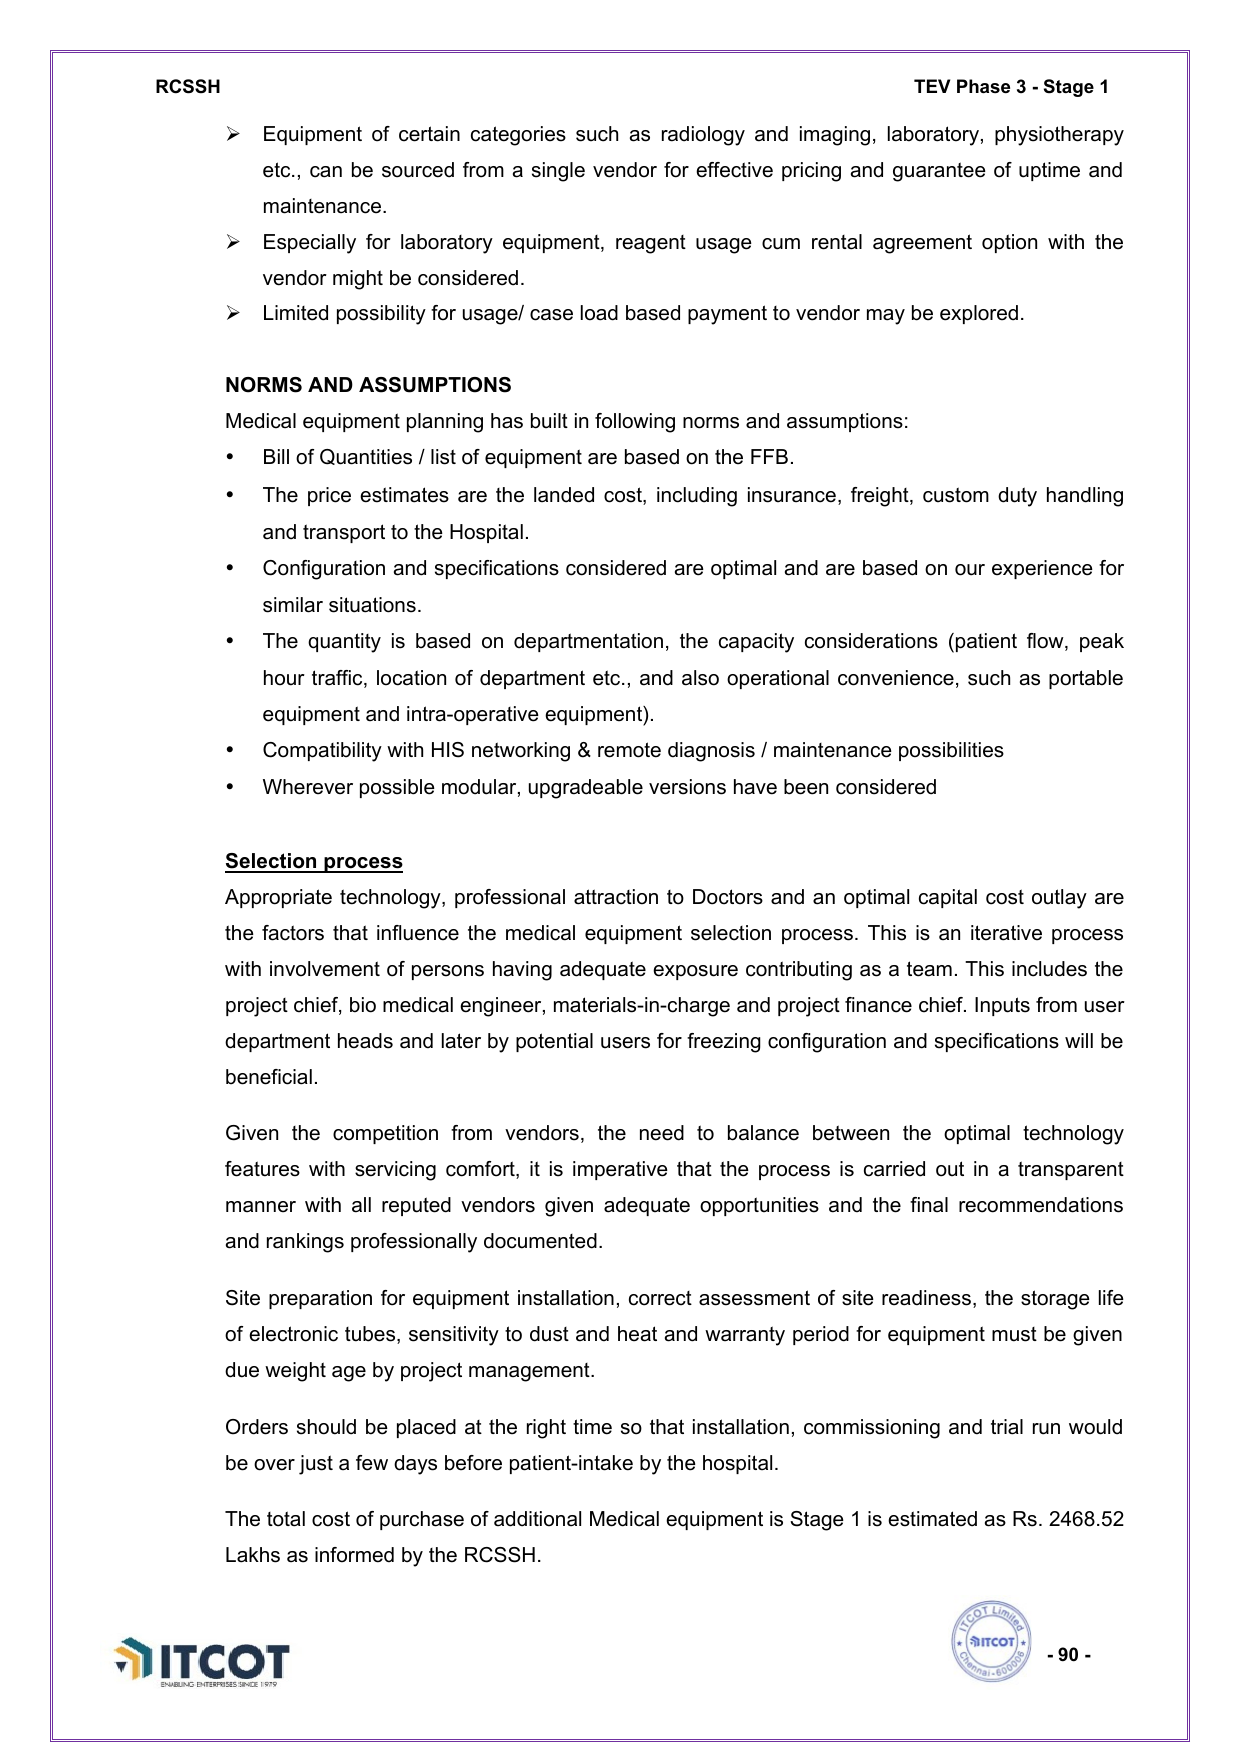 RCSSH TEV Phase 3 - Stage 1
➢ Equipment of certain categories such as radiology and imaging, laboratory, physiotherapy
etc., can be sourced from a single vendor for effective pricing and guarantee of uptime and
maintenance.
➢ Especially for laboratory equipment, reagent usage cum rental agreement option with the
vendor might be considered.
➢ Limited possibility for usage/ case load based payment to vendor may be explored.
NORMS AND ASSUMPTIONS
Medical equipment planning has built in following norms and assumptions:
• Bill of Quantities / list of equipment are based on the FFB.
• The price estimates are the landed cost, including insurance, freight, custom duty handling
and transport to the Hospital.
• Configuration and specifications considered are optimal and are based on our experience for
similar situations.
• The quantity is based on departmentation, the capacity considerations (patient flow, peak
hour traffic, location of department etc., and also operational convenience, such as portable
equipment and intra-operative equipment).
• Compatibility with HIS networking & remote diagnosis / maintenance possibilities
• Wherever possible modular, upgradeable versions have been considered
Selection process
Appropriate technology, professional attraction to Doctors and an optimal capital cost outlay are
the factors that influence the medical equipment selection process. This is an iterative process
with involvement of persons having adequate exposure contributing as a team. This includes the
project chief, bio medical engineer, materials-in-charge and project finance chief. Inputs from user
department heads and later by potential users for freezing configuration and specifications will be
beneficial.
Given the competition from vendors, the need to balance between the optimal technology
features with servicing comfort, it is imperative that the process is carried out in a transparent
manner with all reputed vendors given adequate opportunities and the final recommendations
and rankings professionally documented.
Site preparation for equipment installation, correct assessment of site readiness, the storage life
of electronic tubes, sensitivity to dust and heat and warranty period for equipment must be given
due weight age by project management.
Orders should be placed at the right time so that installation, commissioning and trial run would
be over just a few days before patient-intake by the hospital.
The total cost of purchase of additional Medical equipment is Stage 1 is estimated as Rs. 2468.52
Lakhs as informed by the RCSSH.
ITCOT
ENABLING ENTERPRISES SINCE 1979
ITCOT Limited
ITCOT
Chennai-600006
- 90 -